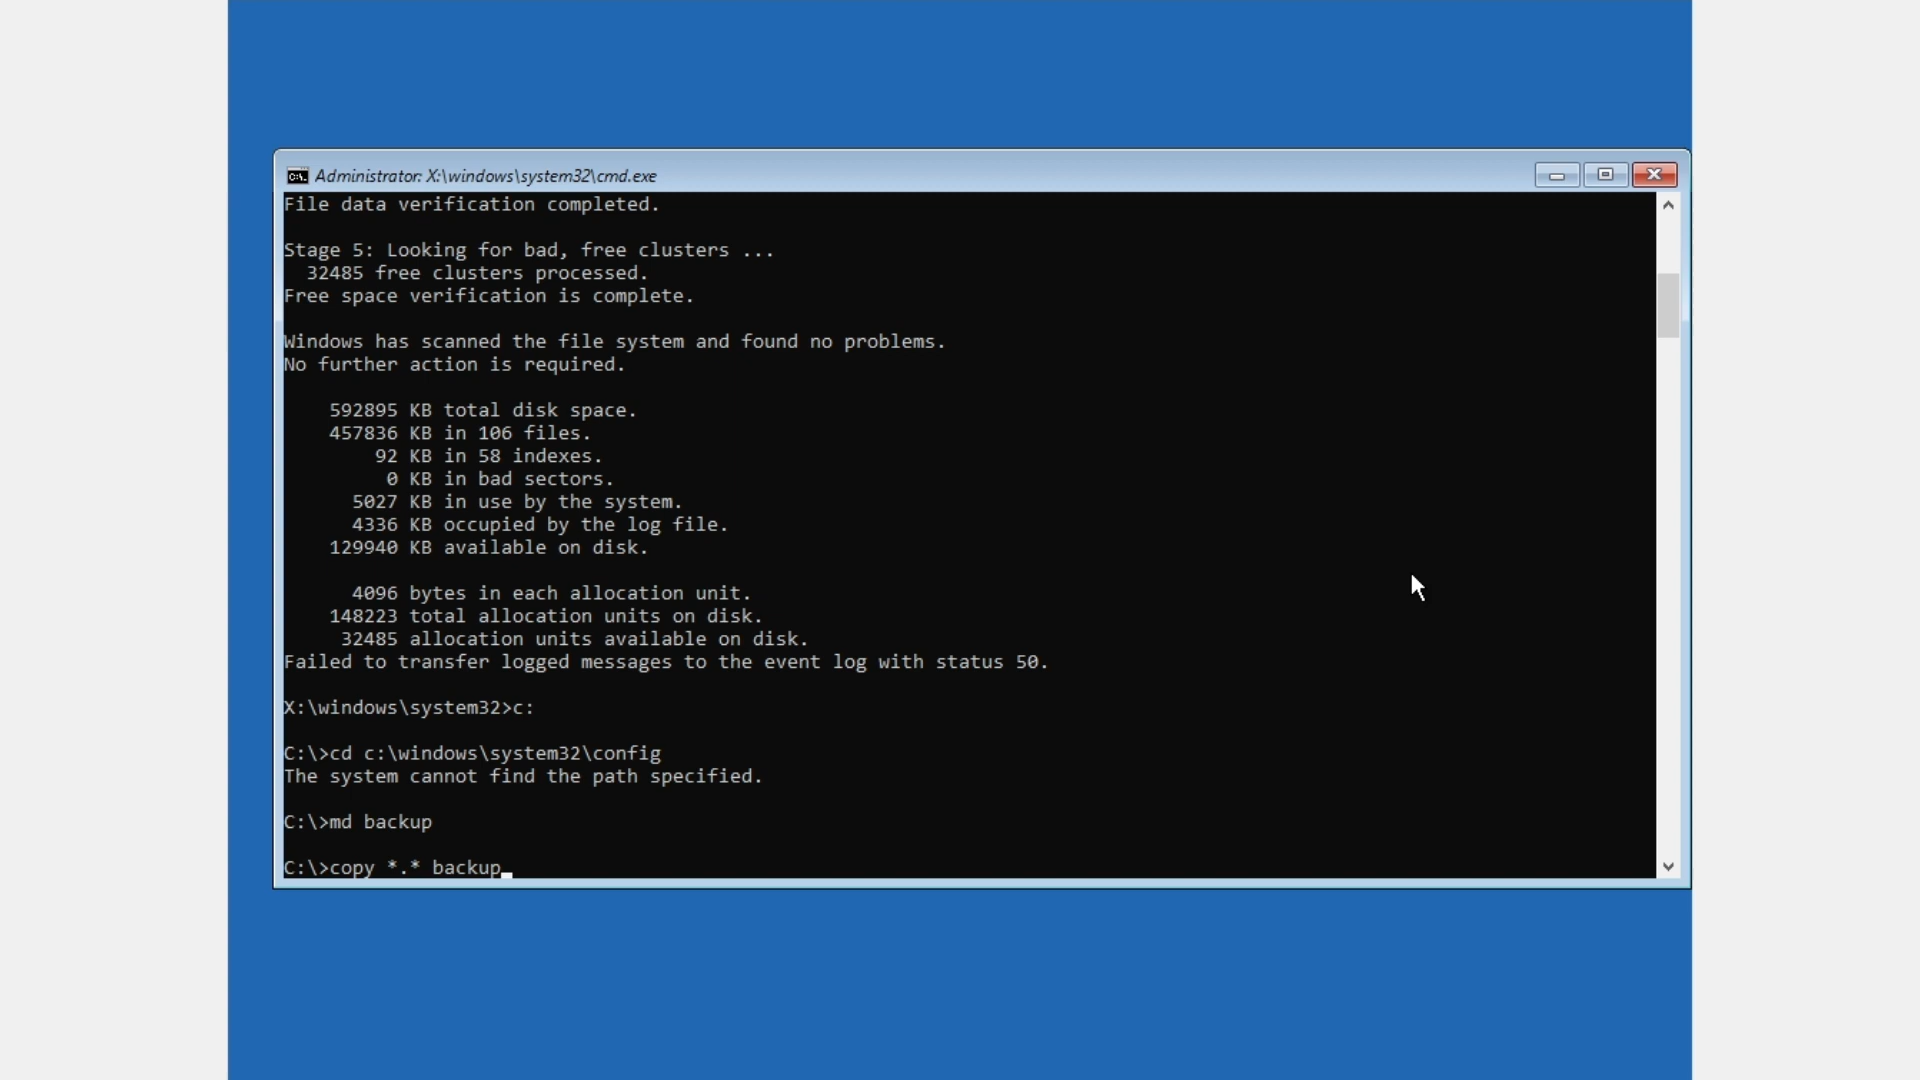 Administrator: X:\windows\system32\cmd.exe
File data verification completed.
Stage 5: Looking for bad, free clusters ...
32485 free clusters processed.
Free space verification is complete.
Windows has scanned the file system and found no problems.
No further action is required.
592895 KB total disk space.
457836 KB in 106 files.
92 KB in 58 indexes.
0 KB in bad sectors.
5027 KB in use by the system.
4336 KB occupied by the log file.
129940 KB available on disk.
4096 bytes in each allocation unit.
148223 total allocation units on disk.
32485 allocation units available on disk.
Failed to transfer logged messages to the event log with status 50.
X:\windows\system32>c:
C:\>cd c:\windows\system32\config
The system cannot find the path specified.
C:\>md backup
C:\>copy *.* backup